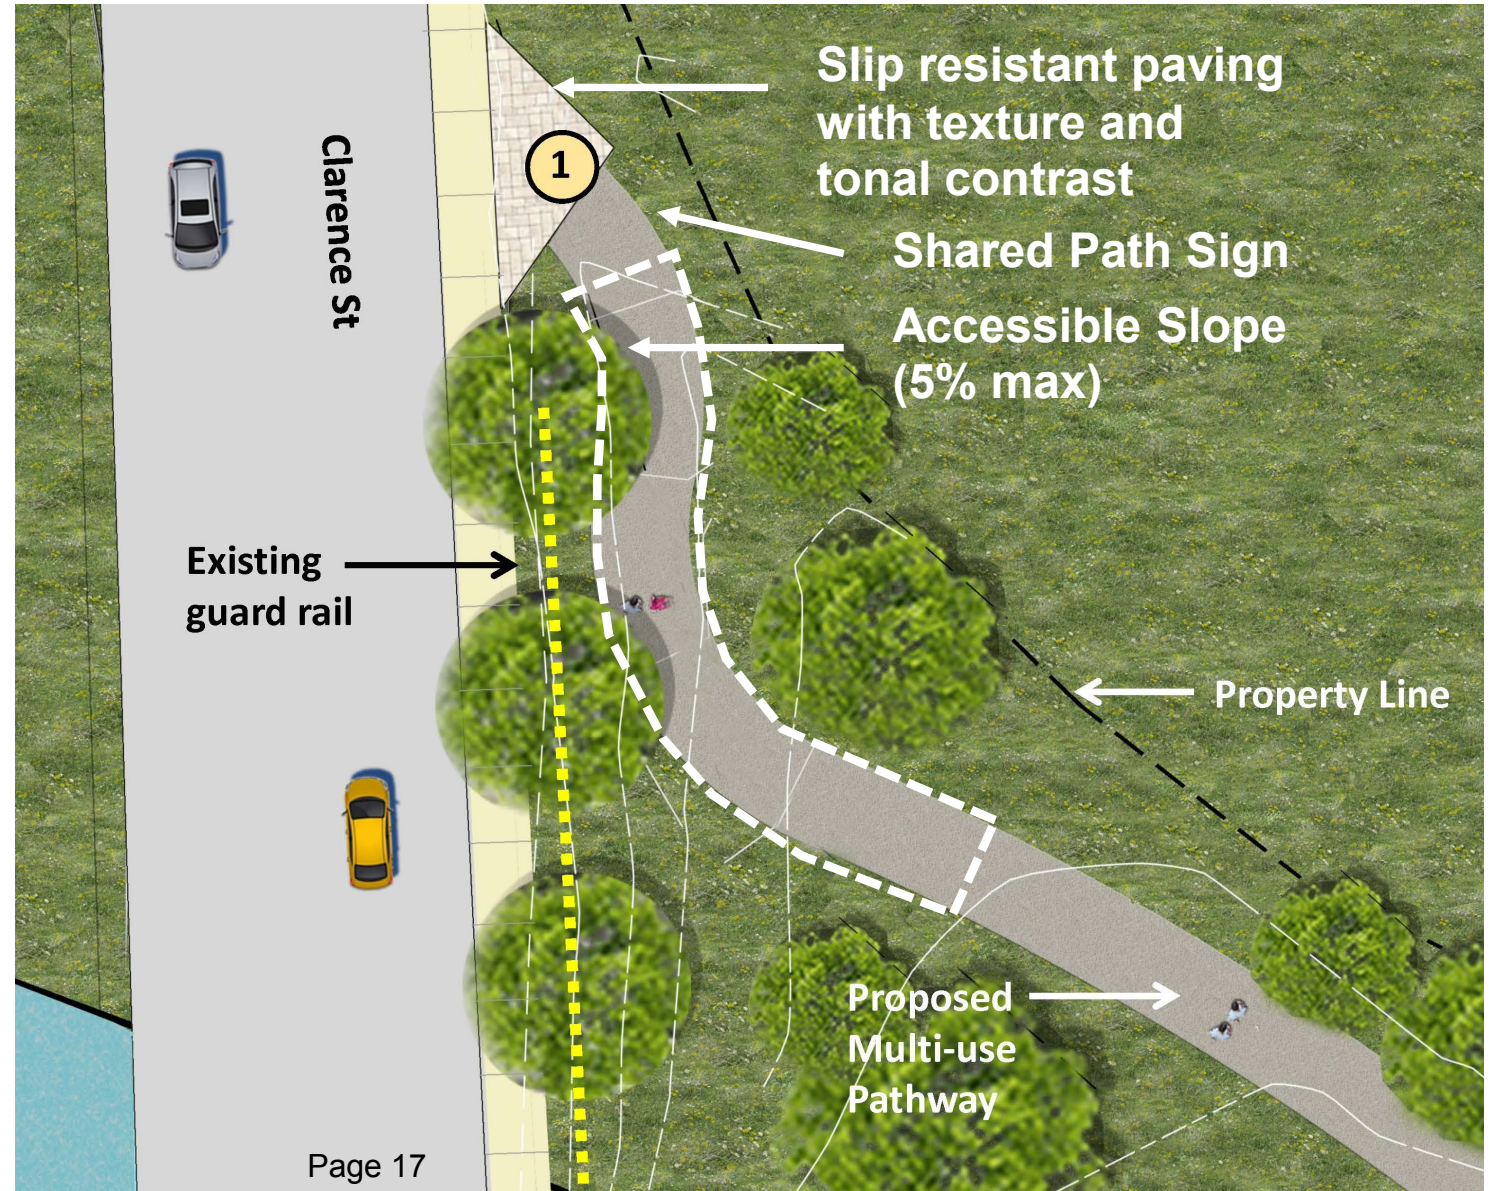 Slip resistant paving
with texture and
tonal contrast
1
Clarence St
Shared Path Sign
Accessible Slope
(5% max)
Existing
guard rail
Property Line
Proposed
Multi-use
Pathway
Page 17